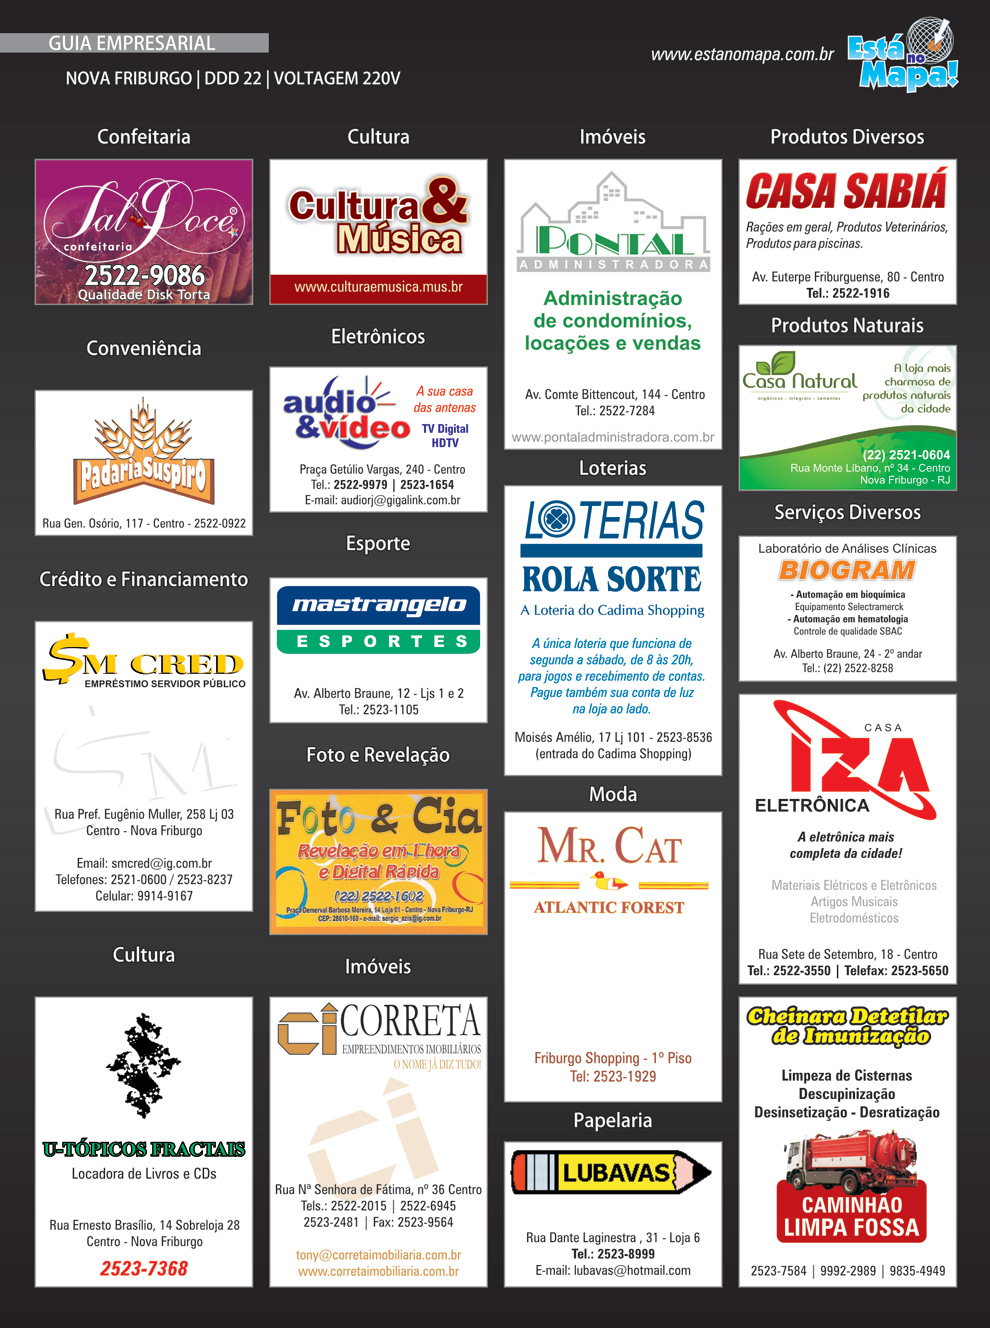 GUIA EMPRESARIAL
NOVA FRIBURGO | DDD 22 | VOLTAGEM 220V
www.estanomapa.com.br
Está
no
Mapa!
Confeitaria
Sal Doce
®
confeitaria
2522-9086
Qualidade Disk Torta
Conveniência
Padaria Suspiro
Rua Gen. Osório, 117 - Centro - 2522-0922
Crédito e Financiamento
$M CRED
EMPRÉSTIMO SERVIDOR PÚBLICO
SM
Rua Pref. Eugênio Muller, 258 Lj 03
Centro - Nova Friburgo
Email: smcred@ig.com.br
Telefones: 2521-0600 / 2523-8237
Celular: 9914-9167
Cultura
U-TÓPICOS FRACTAIS
Locadora de Livros e CDs
Rua Ernesto Brasílio, 14 Sobreloja 28
Centro - Nova Friburgo
2523-7368
Cultura
Cultura &
Música
www.culturaemusica.mus.br
Eletrônicos
audio
&vídeo
A sua casa
das antenas
TV Digital
HDTV
Praça Getúlio Vargas, 240 - Centro
Tel.: 2522-9979 | 2523-1654
E-mail: audiorj@gigalink.com.br
Esporte
mastrangelo
ESPORTES
Av. Alberto Braune, 12 - Ljs 1 e 2
Tel.: 2523-1105
Foto e Revelação
Foto & Cia
Revelação em 1 hora
e Digital Rápida
(22) 2522-1602
Praça Demerval Barbosa Moreira, 14 Loja 01 - Centro - Nova Friburgo-RJ
CEP: 28610-160 - e-mail: sergio_azis@ig.com.br
Imóveis
ci CORRETA
EMPREENDIMENTOS IMOBILIÁRIOS
O NOME JÁ DIZ TUDO!
ci
Rua Nª Senhora de Fátima, nº 36 Centro
Tels.: 2522-2015 | 2522-6945
2523-2481 | Fax: 2523-9564
tony@corretaimobiliaria.com.br
www.corretaimobiliaria.com.br
Imóveis
PONTAL
ADMINISTRADORA
Administração
de condomínios,
locações e vendas
Av. Comte Bittencout, 144 - Centro
Tel.: 2522-7284
www.pontaladministradora.com.br
Loterias
LOTERIAS
ROLA SORTE
A Loteria do Cadima Shopping
A única loteria que funciona de
segunda a sábado, de 8 às 20h,
para jogos e recebimento de contas.
Pague também sua conta de luz
na loja ao lado.
Moisés Amélio, 17 Lj 101 - 2523-8536
(entrada do Cadima Shopping)
Moda
MR. CAT
ATLANTIC FOREST
Friburgo Shopping - 1º Piso
Tel: 2523-1929
Papelaria
LUBAVAS
Rua Dante Laginestra , 31 - Loja 6
Tel.: 2523-8999
E-mail: lubavas@hotmail.com
Produtos Diversos
CASA SABIÁ
Rações em geral, Produtos Veterinários,
Produtos para piscinas.
Av. Euterpe Friburguense, 80 - Centro
Tel.: 2522-1916
Produtos Naturais
Casa Natural
orgânicos - integrais - sementes
A loja mais
charmosa de
produtos naturais
da cidade
(22) 2521-0604
Rua Monte Líbano, nº 34 - Centro
Nova Friburgo - RJ
Serviços Diversos
Laboratório de Análises Clínicas
BIOGRAM
- Automação em bioquímica
Equipamento Selectramerck
- Automação em hematologia
Controle de qualidade SBAC
Av. Alberto Braune, 24 - 2º andar
Tel.: (22) 2522-8258
CASA
IZA
ELETRÔNICA
A eletrônica mais
completa da cidade!
Materiais Elétricos e Eletrônicos
Artigos Musicais
Eletrodomésticos
Rua Sete de Setembro, 18 - Centro
Tel.: 2522-3550 | Telefax: 2523-5650
Cheinara Detetilar
de Imunização
Limpeza de Cisternas
Descupinização
Desinsetização - Desratização
CAMINHÃO
LIMPA FOSSA
2523-7584 | 9992-2989 | 9835-4949